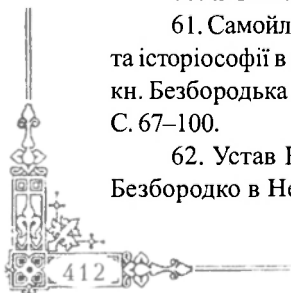 61. Самойл
та історіософії в
кн. Безбородька
С. 67–100.
62. Устав
Безбородко в Не
412